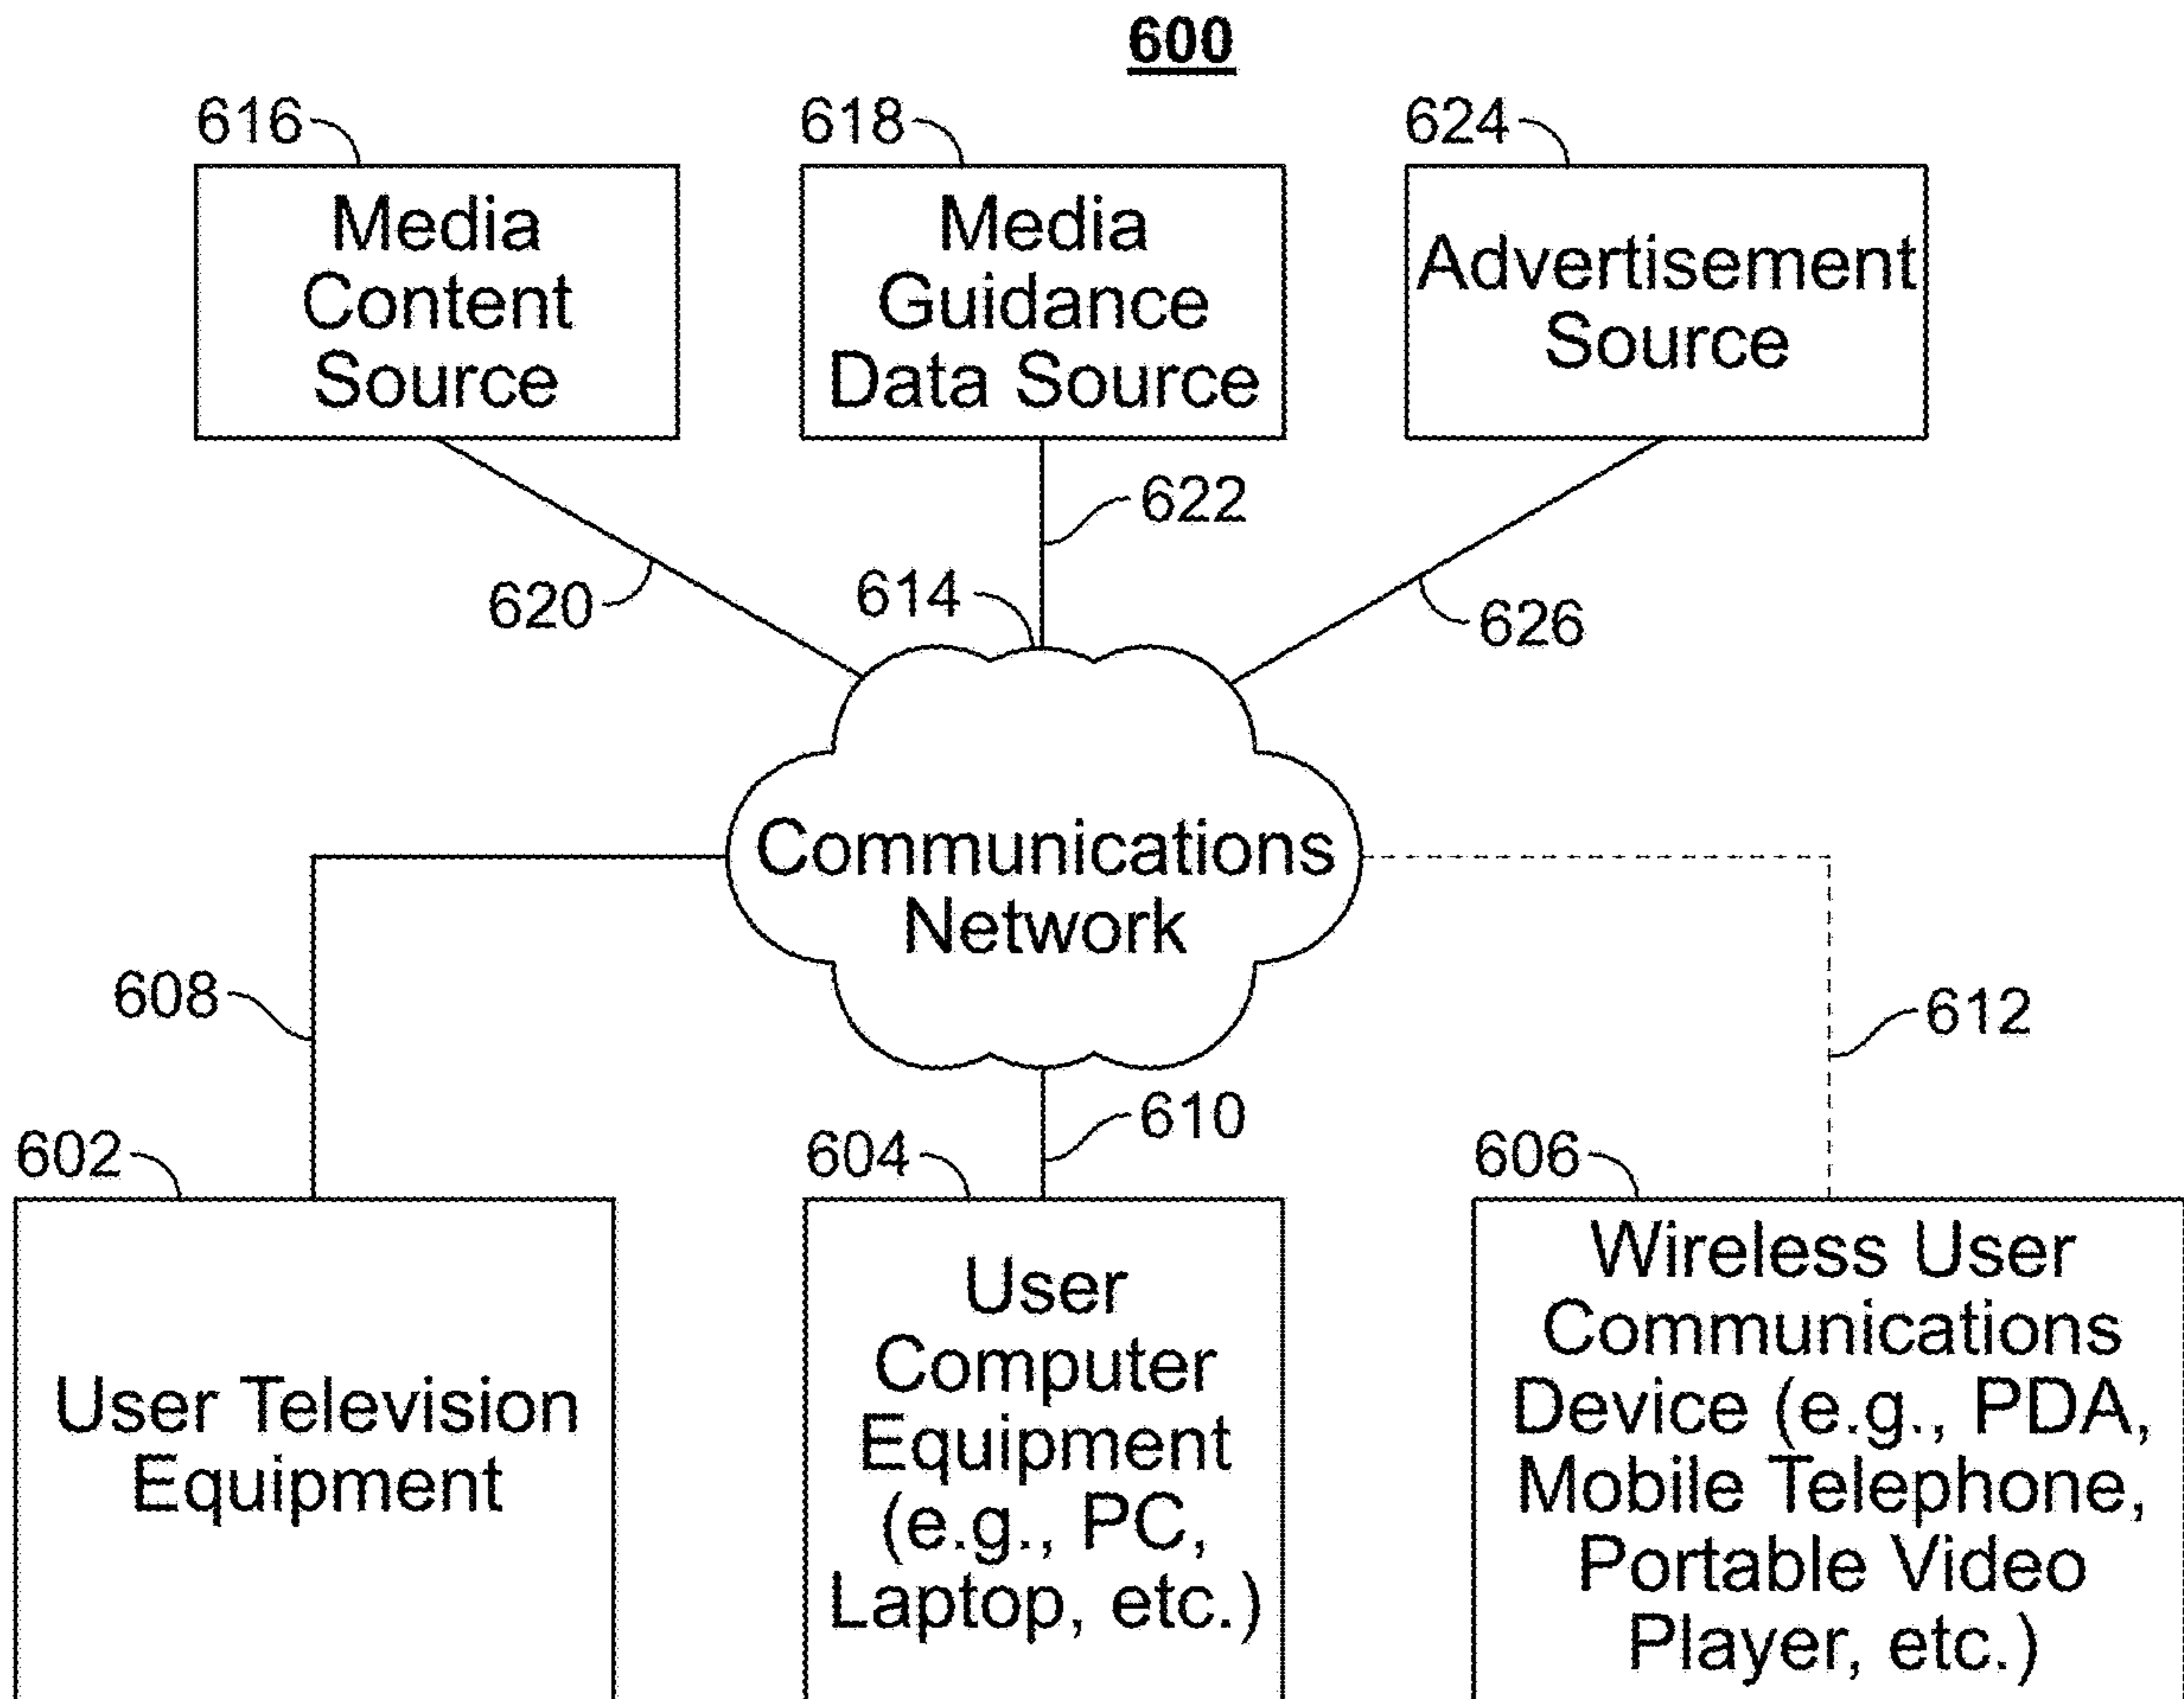 600
616
618
624
Media
Content
Source
Media
Guidance
Data Source
Advertisement
Source
622
620
614
626
Communications
Network
608
612
610
602
604
606
User Television
Equipment
User
Computer
Equipment
(e.g., PC,
Laptop, etc.)
Wireless User
Communications
Device (e.g., PDA,
Mobile Telephone,
Portable Video
Player, etc.)